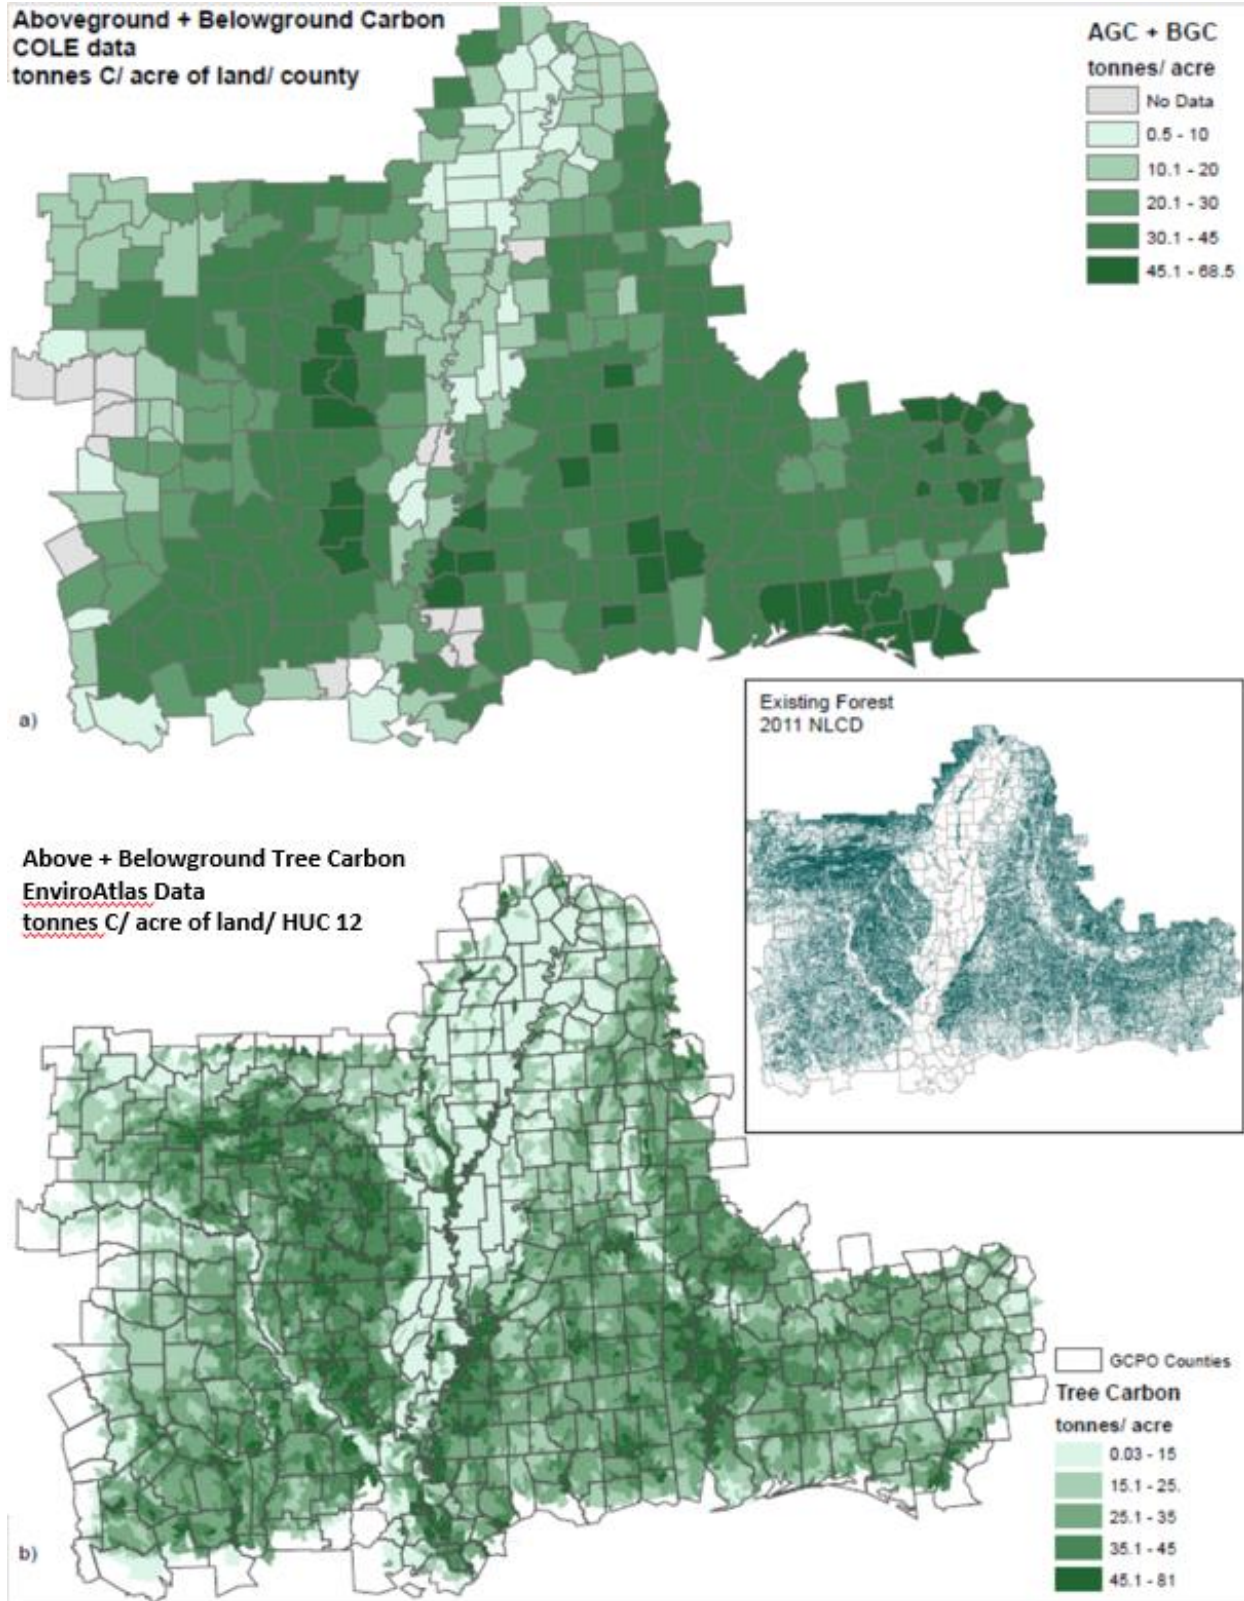 Aboveground + Belowground Carbon
COLE data
tonnes C/ acre of land/ county
AGC + BGC
tonnes/ acre
No Data
0.5 - 10
10.1 - 20
20.1 - 30
30.1 - 45
45.1 - 68.5
a)
Existing Forest
2011 NLCD
Above + Belowground Tree Carbon
EnviroAtlas Data
tonnes C/ acre of land/ HUC 12
GCPO Counties
Tree Carbon
tonnes/ acre
0.03 - 15
15.1 - 25.
25.1 - 35
35.1 - 45
45.1 - 81
b)